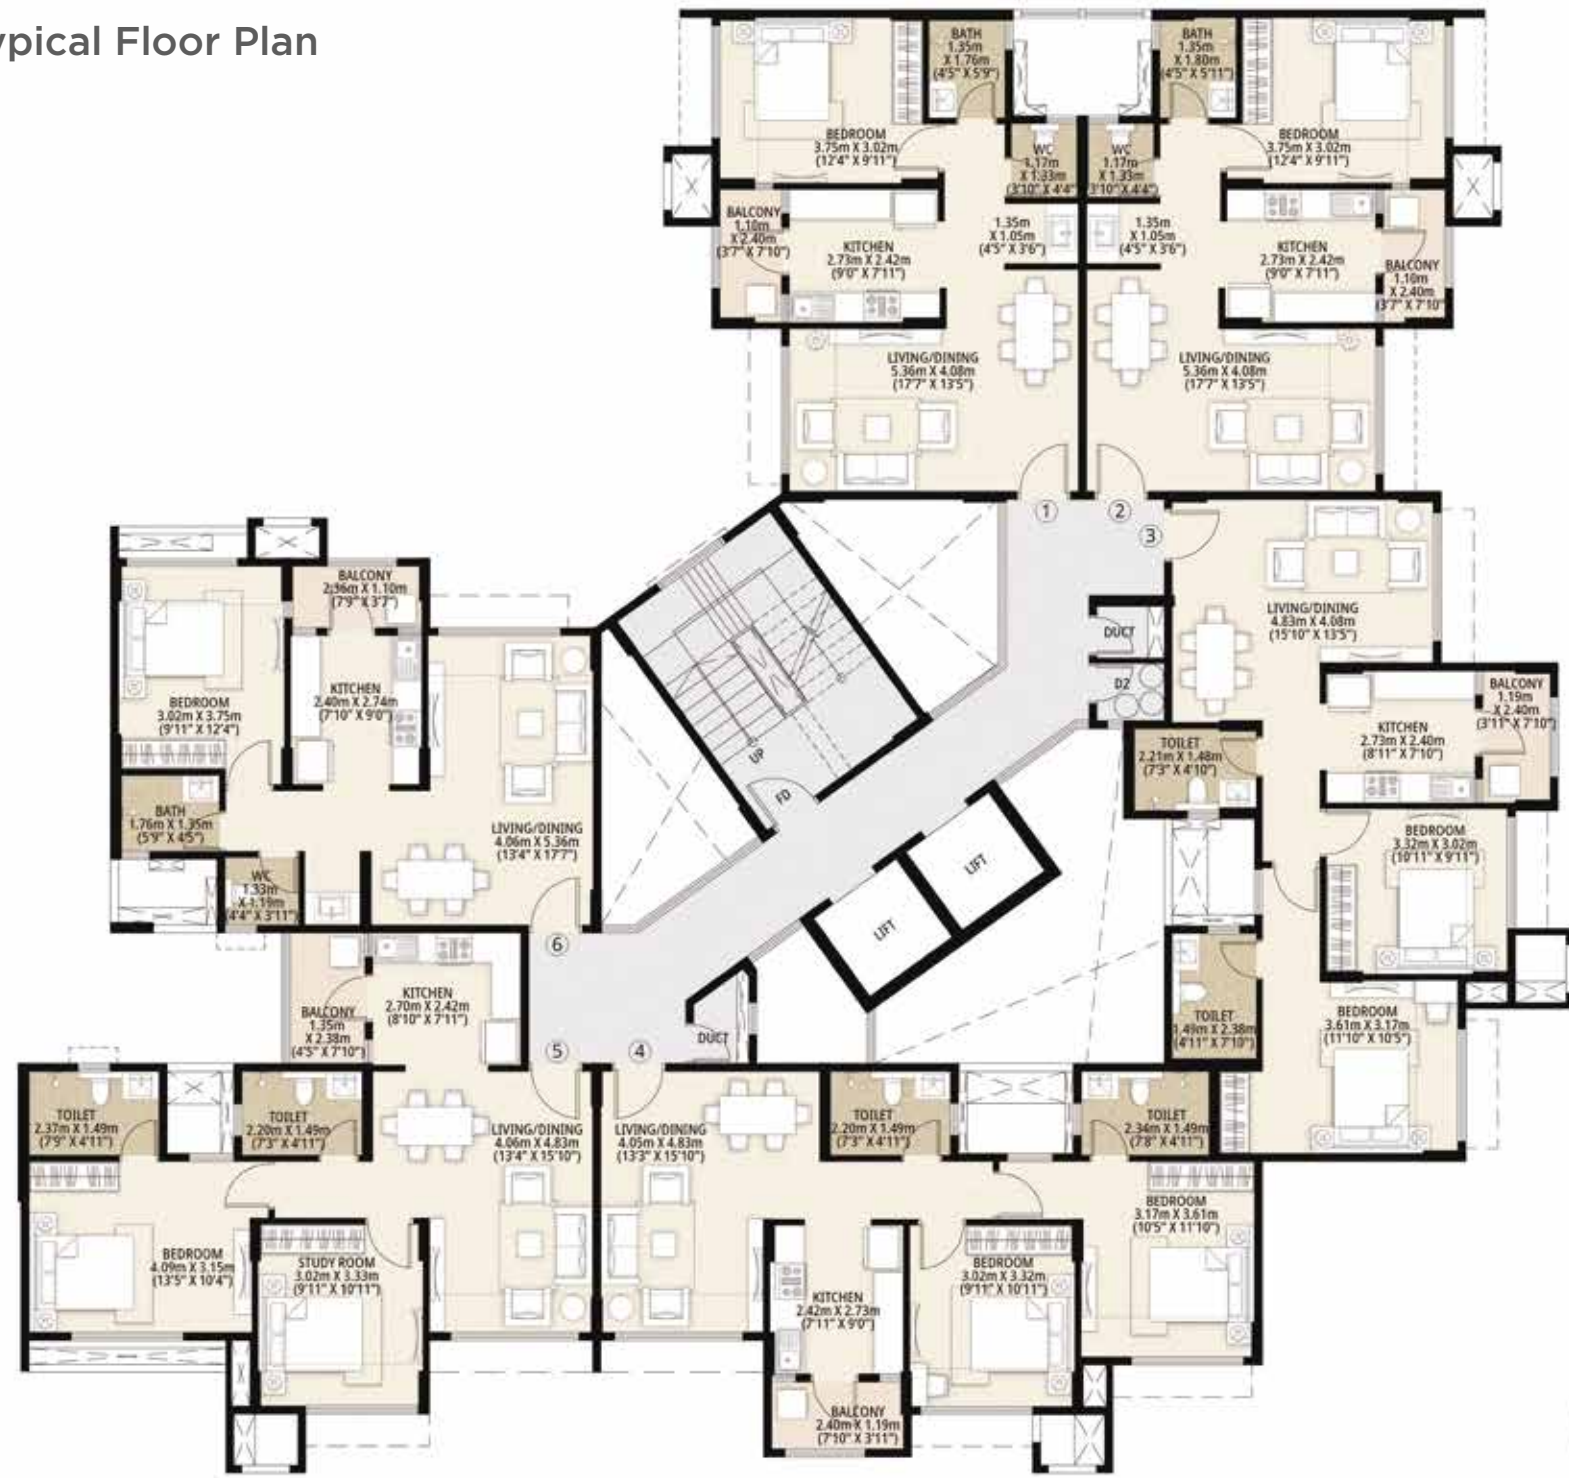 ypical Floor Plan
BATH
1.35m
X 1.76m
(4'5" X 5'9")
BATH
1.35m
X 1.80m
(4'5" X 5'11")
BEDROOM
3.75m X 3.02m
(12'4" X 9'11")
WC
1.17m
X 1.33m
(3'10" X 4'4")
WC
1.17m
X 1.33m
(3'10" X 4'4")
BEDROOM
3.75m X 3.02m
(12'4" X 9'11")
BALCONY
1.10m
X 2.40m
(3'7" X 7'10")
KITCHEN
2.73m X 2.42m
(9'0" X 7'11")
1.35m
X 1.05m
(4'5" X 3'6")
1.35m
X 1.05m
(4'5" X 3'6")
KITCHEN
2.73m X 2.42m
(9'0" X 7'11")
BALCONY
1.10m
X 2.40m
(3'7" X 7'10"
LIVING/DINING
5.36m X 4.08m
(17'7" X 13'5")
LIVING/DINING
5.36m X 4.08m
(17'7" X 13'5")
1
2
3
BALCONY
2.36m X 1.10m
(7'9" X 3'7")
LIVING/DINING
4.83m X 4.08m
(15'10" X 13'5")
DUCT
D2
BEDROOM
3.02m X 3.75m
(9'11" X 12'4")
KITCHEN
2.40m X 2.74m
(7'10" X 9'0")
BALCONY
1.19m
X 2.40m
(3'11" X 7'10")
KITCHEN
2.73m X 2.40m
(8'11" X 7'10")
TOILET
2.21m X 1.48m
(7'3" X 4'10")
UP
FD
BATH
1.76m X 1.35m
(5'9" X 4'5")
LIVING/DINING
4.06m X 5.36m
(13'4" X 17'7")
BEDROOM
3.32m X 3.02m
(10'11" X 9'11")
LIFT
LIFT
WC
1.33m
X 1.19m
(4'4" X 3'11")
6
KITCHEN
2.70m X 2.42m
(8'10" X 7'11")
BALCONY
1.35m
X 2.38m
(4'5" X 7'10")
DUCT
5
4
TOILET
1.49m X 2.38m
(4'11" X 7'10")
BEDROOM
3.61m X 3.17m
(11'10" X 10'5")
TOILET
2.37m X 1.49m
(7'9" X 4'11")
TOILET
2.20m X 1.49m
(7'3" X 4'11")
LIVING/DINING
4.06m X 4.83m
(13'4" X 15'10")
LIVING/DINING
4.05m X 4.83m
(13'3" X 15'10")
TOILET
2.20m X 1.49m
(7'3" X 4'11")
TOILET
2.34m X 1.49m
(7'8" X 4'11")
BEDROOM
3.17m X 3.61m
(10'5" X 11'10")
BEDROOM
4.09m X 3.15m
(13'5" X 10'4")
STUDY ROOM
3.02m X 3.33m
(9'11" X 10'11")
BEDROOM
3.02m X 3.32m
(9'11" X 10'11")
KITCHEN
2.42m X 2.73m
(7'11" X 9'0")
BALCONY
2.40m X 1.19m
(7'10" X 3'11")